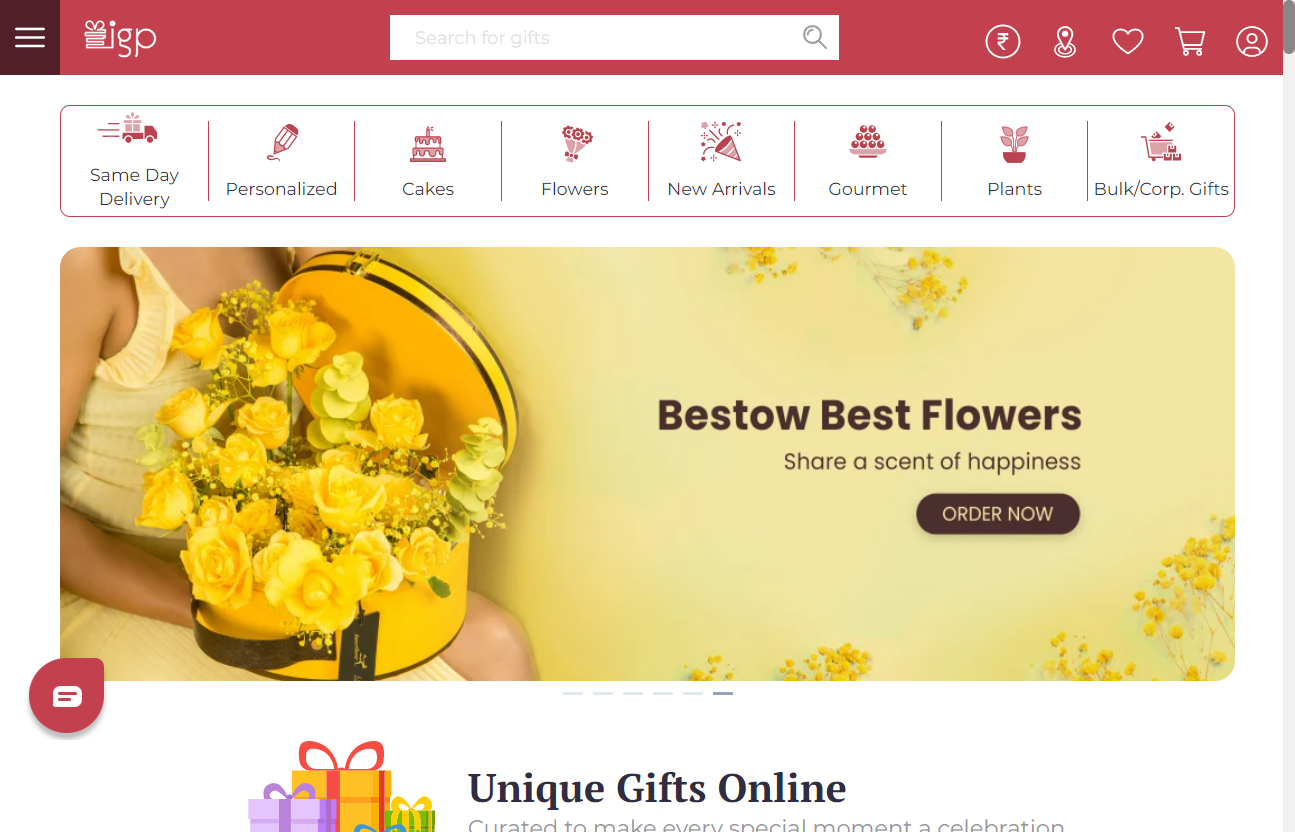 igp
Search for gifts
₹
Same Day
Delivery
Personalized
Cakes
Flowers
New Arrivals
Gourmet
Plants
Bulk/Corp. Gifts
Bestow Best Flowers
Share a scent of happiness
ORDER NOW
Unique Gifts Online
Curated to make every special moment a celebration